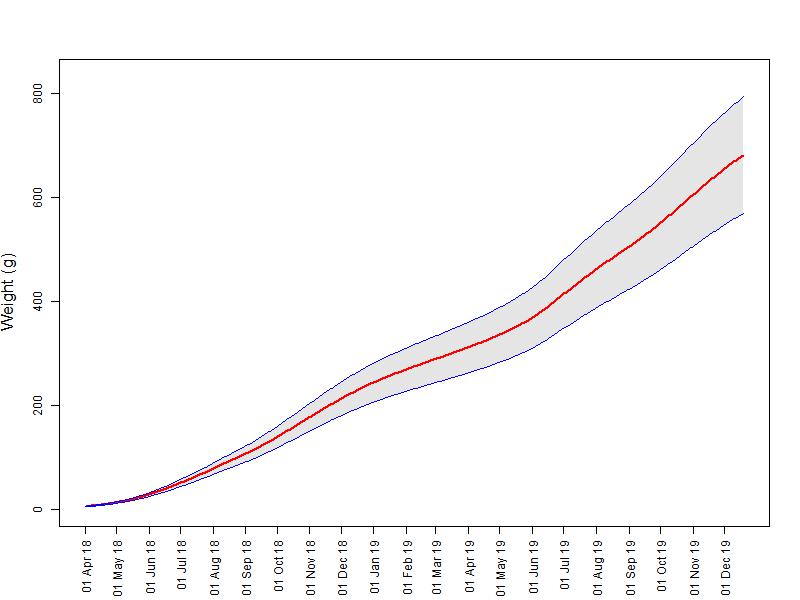 Weight (g)
800
600
400
200
0
01 Apr 18
01 May 18
01 Jun 18
01 Jul 18
01 Aug 18
01 Sep 18
01 Oct 18
01 Nov 18
01 Dec 18
01 Jan 19
01 Feb 19
01 Mar 19
01 Apr 19
01 May 19
01 Jun 19
01 Jul 19
01 Aug 19
01 Sep 19
01 Oct 19
01 Nov 19
01 Dec 19